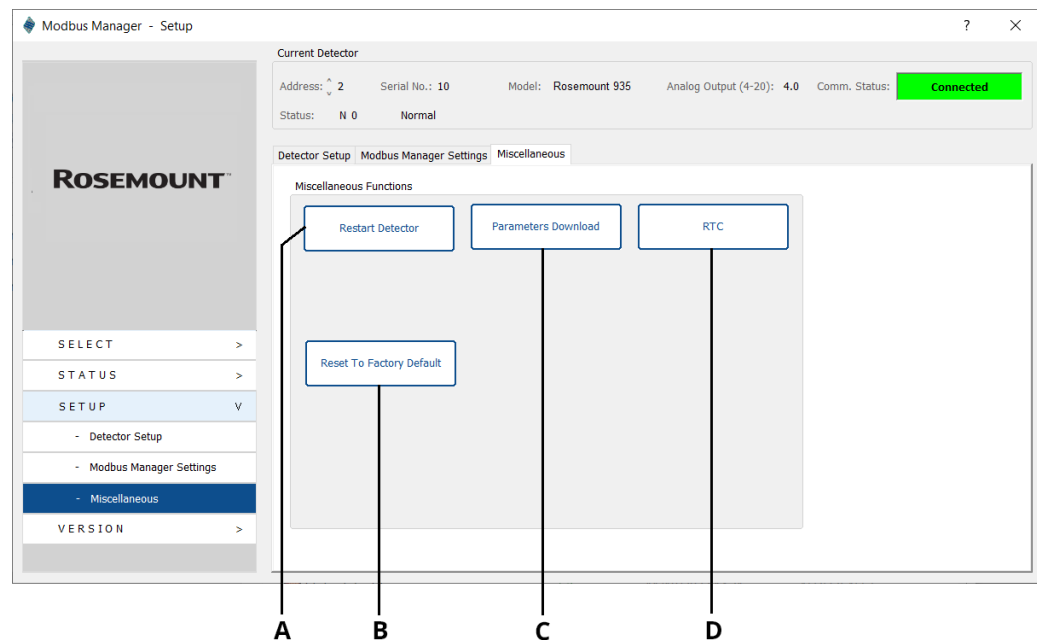 Modbus Manager - Setup ? ×
Current Detector
Address: 2 Serial No.: 10 Model: Rosemount 935 Analog Output (4-20): 4.0 Comm. Status: Connected
Status: N 0 Normal
ROSEMOUNT™
Detector Setup Modbus Manager Settings Miscellaneous
Miscellaneous Functions
Restart Detector Parameters Download RTC
Reset To Factory Default
SELECT >
STATUS >
SETUP V
- Detector Setup
- Modbus Manager Settings
- Miscellaneous
VERSION >
A B C D